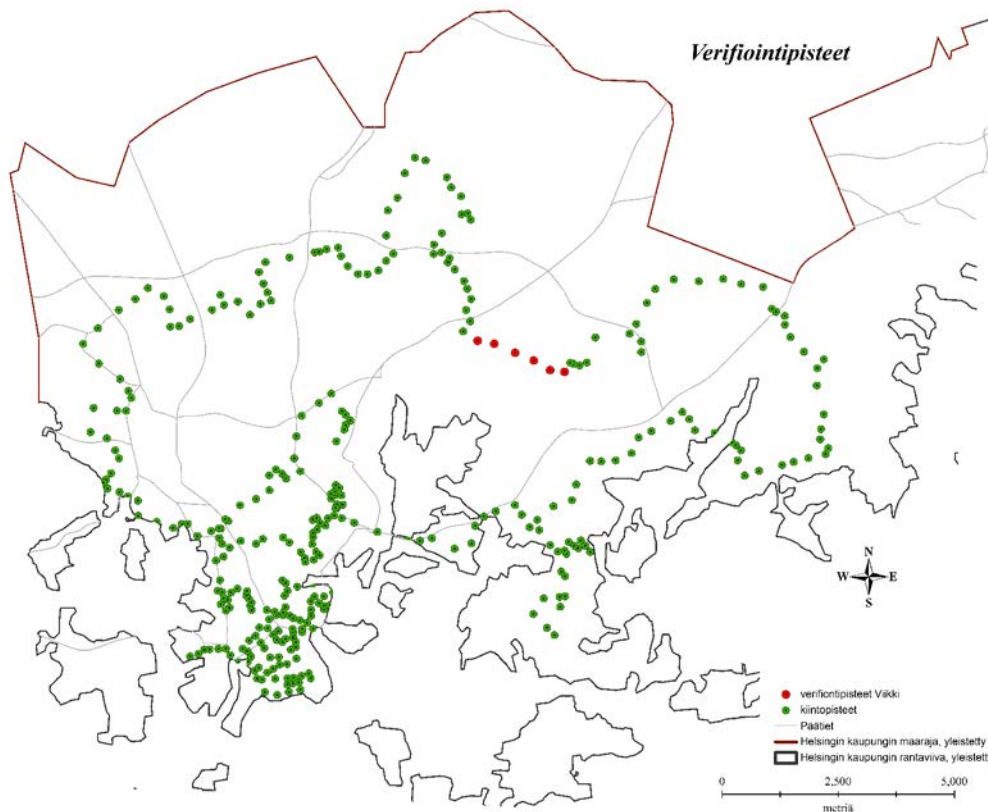 Verifiointipisteet
N
W E
S
verifiontipisteet Viikki
kiintopisteet
Päätiet
Helsingin kaupungin maaraja, yleistetty
Helsingin kaupungin rantaviiva, yleistett
0 2,500 5,000
metriä